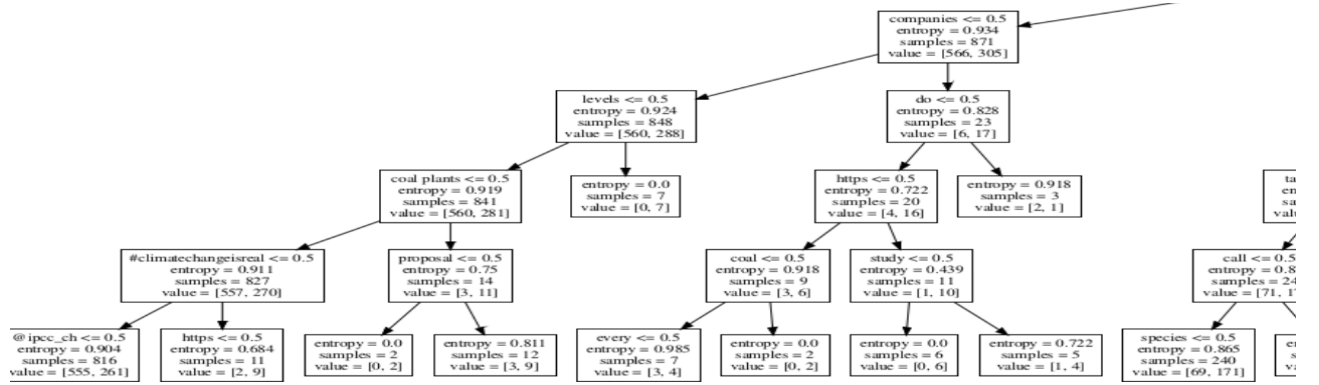 companies <= 0.5
entropy = 0.934
samples = 871
value = [566, 305]
levels <= 0.5
entropy = 0.924
samples = 848
value = [560, 288]
do <= 0.5
entropy = 0.828
samples = 23
value = [6, 17]
coal plants <= 0.5
entropy = 0.919
samples = 841
value = [560, 281]
entropy = 0.0
samples = 7
value = [0, 7]
https <= 0.5
entropy = 0.722
samples = 20
value = [4, 16]
entropy = 0.918
samples = 3
value = [2, 1]
#climatechangeisreal <= 0.5
entropy = 0.911
samples = 827
value = [557, 270]
proposal <= 0.5
entropy = 0.75
samples = 14
value = [3, 11]
coal <= 0.5
entropy = 0.918
samples = 9
value = [3, 6]
study <= 0.5
entropy = 0.439
samples = 11
value = [1, 10]
call <= 0.5
entropy = 0.8
samples = 24
value = [71, 17
@ipcc_ch <= 0.5
entropy = 0.904
samples = 816
value = [555, 261]
https <= 0.5
entropy = 0.684
samples = 11
value = [2, 9]
entropy = 0.0
samples = 2
value = [0, 2]
entropy = 0.811
samples = 12
value = [3, 9]
every <= 0.5
entropy = 0.985
samples = 7
value = [3, 4]
entropy = 0.0
samples = 2
value = [0, 2]
entropy = 0.0
samples = 6
value = [0, 6]
entropy = 0.722
samples = 5
value = [1, 4]
species <= 0.5
entropy = 0.865
samples = 240
value = [69, 171]